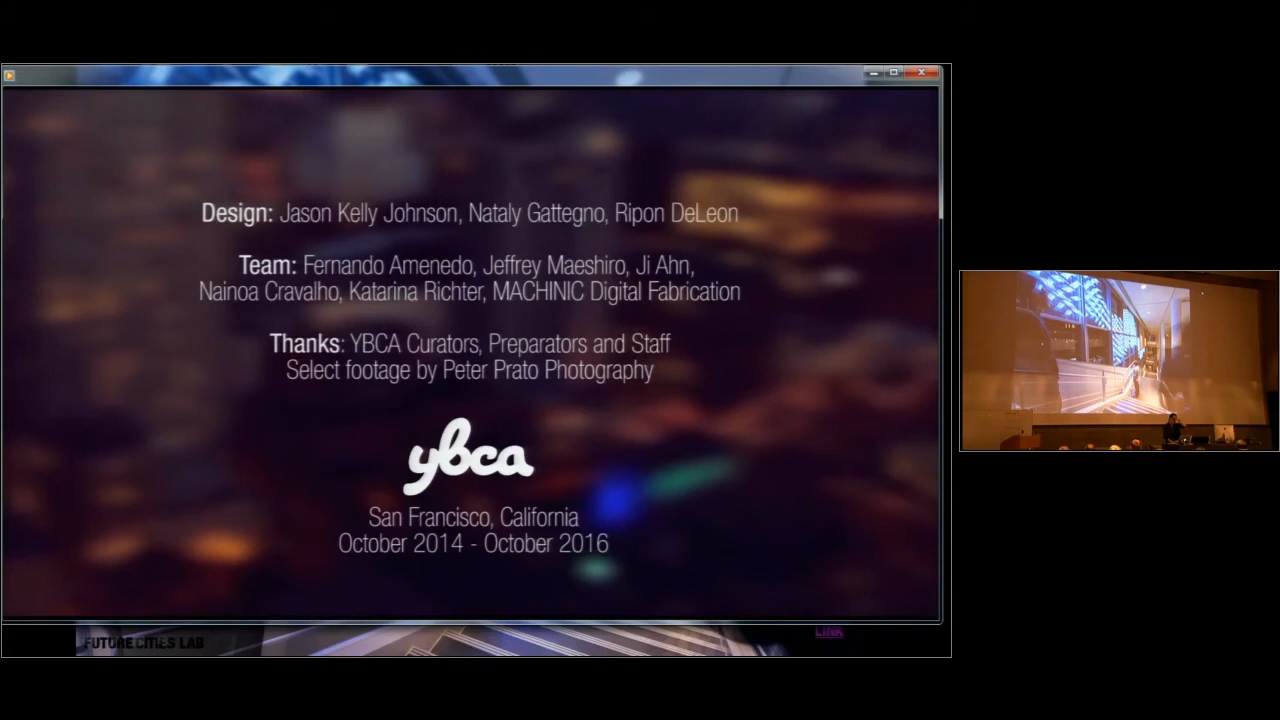 Design: Jason Kelly Johnson, Nataly Gattegno, Ripon DeLeon
Team: Fernando Amenedo, Jeffrey Maeshiro, Ji Ahn,
Nainoa Cravalho, Katarina Richter, MACHINIC Digital Fabrication
Thanks: YBCA Curators, Preparators and Staff
Select footage by Peter Prato Photography
ybca
San Francisco, California
October 2014 - October 2016
FUTURE CITIES LAB
LINK